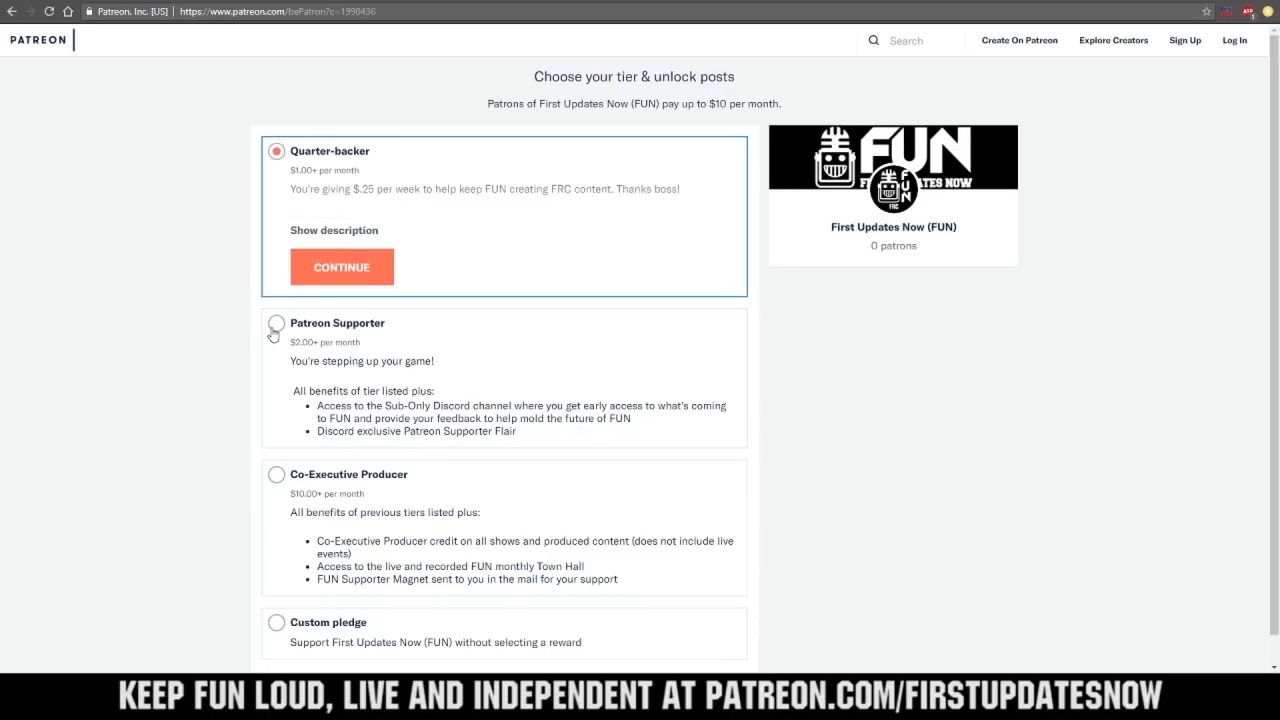 Patreon, Inc. [US] | https://www.patreon.com/bePatron?c=1990436
PATREON
Search
Create On Patreon
Explore Creators
Sign Up
Log In
Choose your tier & unlock posts
Patrons of First Updates Now (FUN) pay up to $10 per month.
Quarter-backer
$1.00+ per month
You're giving $.25 per week to help keep FUN creating FRC content. Thanks boss!
Show description
CONTINUE
Patreon Supporter
$2.00+ per month
You're stepping up your game!
All benefits of tier listed plus:
Access to the Sub-Only Discord channel where you get early access to what's coming
to FUN and provide your feedback to help mold the future of FUN
Discord exclusive Patreon Supporter Flair
Co-Executive Producer
$10.00+ per month
All benefits of previous tiers listed plus:
Co-Executive Producer credit on all shows and produced content (does not include live
events)
Access to the live and recorded FUN monthly Town Hall
FUN Supporter Magnet sent to you in the mail for your support
Custom pledge
Support First Updates Now (FUN) without selecting a reward
FUN
FUN
FRC
First Updates Now (FUN)
0 patrons
KEEP FUN LOUD, LIVE AND INDEPENDENT AT PATREON.COM/FIRSTUPDATESNOW